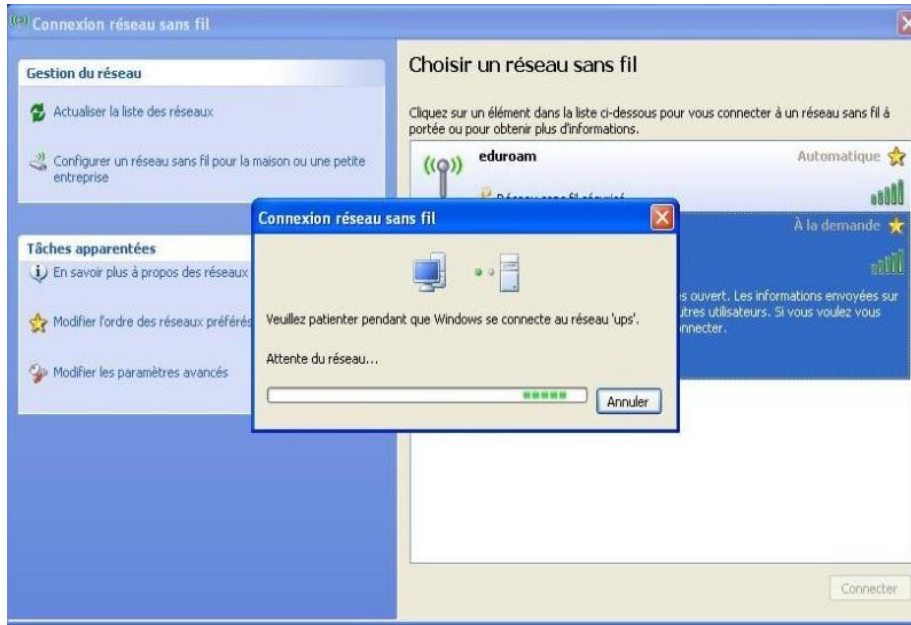 Connexion réseau sans fil
Gestion du réseau
Actualiser la liste des réseaux
Configurer un réseau sans fil pour la maison ou une petite
entreprise
Tâches apparentées
En savoir plus à propos des réseaux
Modifier l'ordre des réseaux préférés
Modifier les paramètres avancés
Choisir un réseau sans fil
Cliquez sur un élément dans la liste ci-dessous pour vous connecter à un réseau sans fil à
portée ou pour obtenir plus d'informations.
eduroam
Automatique
Réseau sans fil sécurisé
À la demande
ouvert. Les informations envoyées sur
utres utilisateurs. Si vous voulez vous
nnecter.
Connexion réseau sans fil
Veuillez patienter pendant que Windows se connecte au réseau 'ups'.
Attente du réseau...
Annuler
Connecter